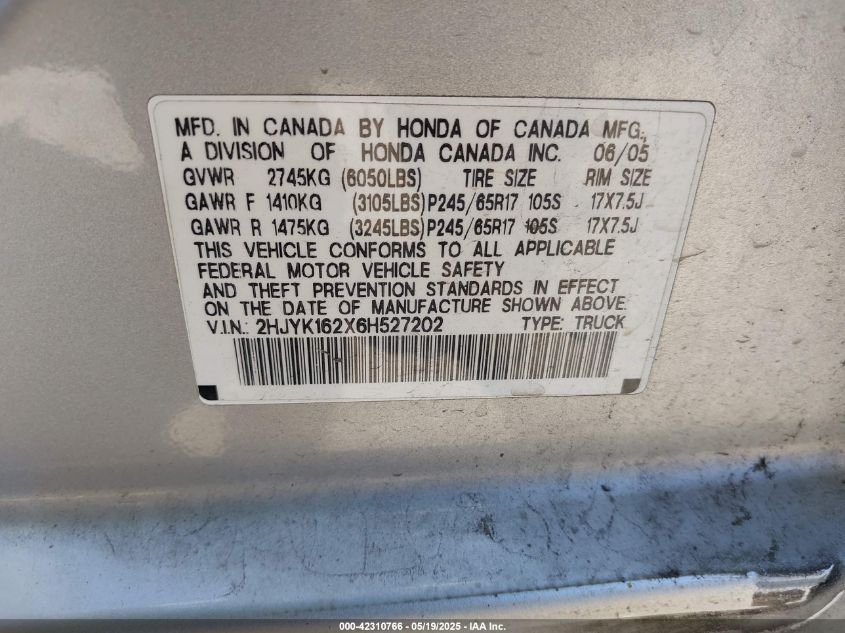 MFD. IN CANADA BY HONDA OF CANADA MFG.,
A DIVISION OF HONDA CANADA INC. 06/05
GVWR 2745KG (6050LBS) TIRE SIZE RIM SIZE
GAWR F 1410KG (3105LBS) P245/65R17 105S 17X7.5J
GAWR R 1475KG (3245LBS) P245/65R17 105S 17X7.5J
THIS VEHICLE CONFORMS TO ALL APPLICABLE
FEDERAL MOTOR VEHICLE SAFETY
AND THEFT PREVENTION STANDARDS IN EFFECT
ON THE DATE OF MANUFACTURE SHOWN ABOVE.
V.I.N.: 2HJYK162X6H527202 TYPE: TRUCK
000-42310766 - 05/19/2025 - IAA Inc.